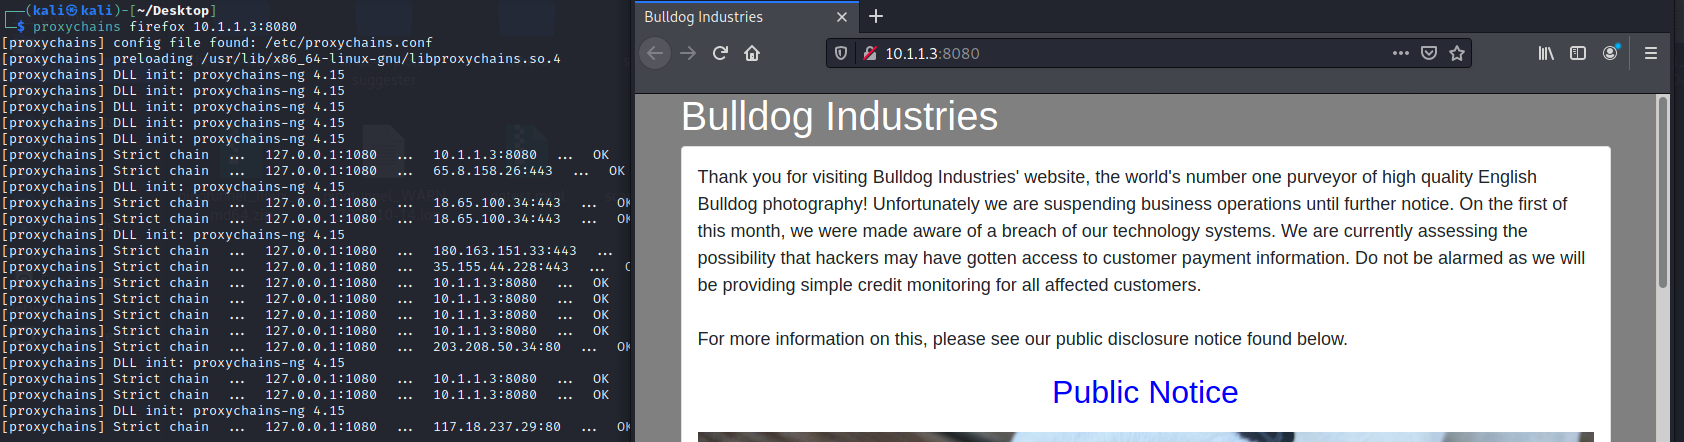 (kali㉿kali)-[~/Desktop]
$ proxychains firefox 10.1.1.3:8080
[proxychains] config file found: /etc/proxychains.conf
[proxychains] preloading /usr/lib/x86_64-linux-gnu/libproxychains.so.4
[proxychains] DLL init: proxychains-ng 4.15
[proxychains] DLL init: proxychains-ng 4.15
[proxychains] DLL init: proxychains-ng 4.15
[proxychains] DLL init: proxychains-ng 4.15
[proxychains] DLL init: proxychains-ng 4.15
[proxychains] Strict chain ... 127.0.0.1:1080 ... 10.1.1.3:8080 ... OK
[proxychains] Strict chain ... 127.0.0.1:1080 ... 65.8.158.26:443 ... OK
[proxychains] DLL init: proxychains-ng 4.15
[proxychains] Strict chain ... 127.0.0.1:1080 ... 18.65.100.34:443 ... OK
[proxychains] Strict chain ... 127.0.0.1:1080 ... 18.65.100.34:443 ... OK
[proxychains] DLL init: proxychains-ng 4.15
[proxychains] Strict chain ... 127.0.0.1:1080 ... 180.163.151.33:443 ...
[proxychains] Strict chain ... 127.0.0.1:1080 ... 35.155.44.228:443 ...
[proxychains] Strict chain ... 127.0.0.1:1080 ... 10.1.1.3:8080 ... OK
[proxychains] Strict chain ... 127.0.0.1:1080 ... 10.1.1.3:8080 ... OK
[proxychains] Strict chain ... 127.0.0.1:1080 ... 10.1.1.3:8080 ... OK
[proxychains] Strict chain ... 127.0.0.1:1080 ... 10.1.1.3:8080 ... OK
[proxychains] Strict chain ... 127.0.0.1:1080 ... 203.208.50.34:80 ... OK
[proxychains] DLL init: proxychains-ng 4.15
[proxychains] Strict chain ... 127.0.0.1:1080 ... 10.1.1.3:8080 ... OK
[proxychains] Strict chain ... 127.0.0.1:1080 ... 10.1.1.3:8080 ... OK
[proxychains] DLL init: proxychains-ng 4.15
[proxychains] Strict chain ... 127.0.0.1:1080 ... 117.18.237.29:80 ... OK
Bulldog Industries
10.1.1.3:8080
Bulldog Industries
Thank you for visiting Bulldog Industries' website, the world's number one purveyor of high quality English
Bulldog photography! Unfortunately we are suspending business operations until further notice. On the first of
this month, we were made aware of a breach of our technology systems. We are currently assessing the
possibility that hackers may have gotten access to customer payment information. Do not be alarmed as we will
be providing simple credit monitoring for all affected customers.
For more information on this, please see our public disclosure notice found below.
Public Notice